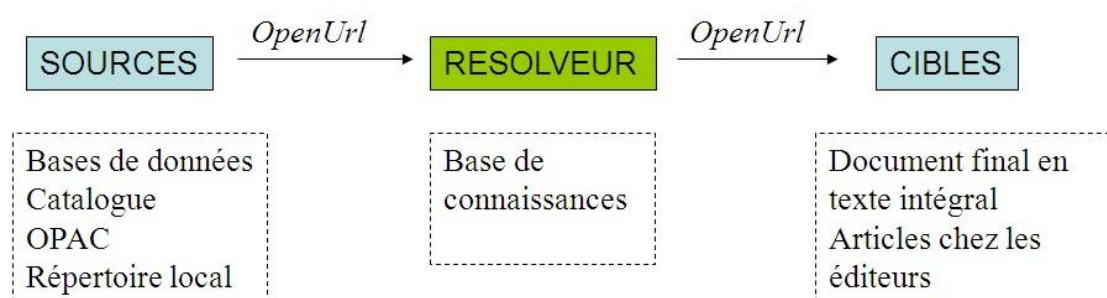 OpenUrl
OpenUrl
SOURCES
RESOLVEUR
CIBLES
Bases de données
Catalogue
OPAC
Répertoire local
Base de
connaissances
Document final en
texte intégral
Articles chez les
éditeurs